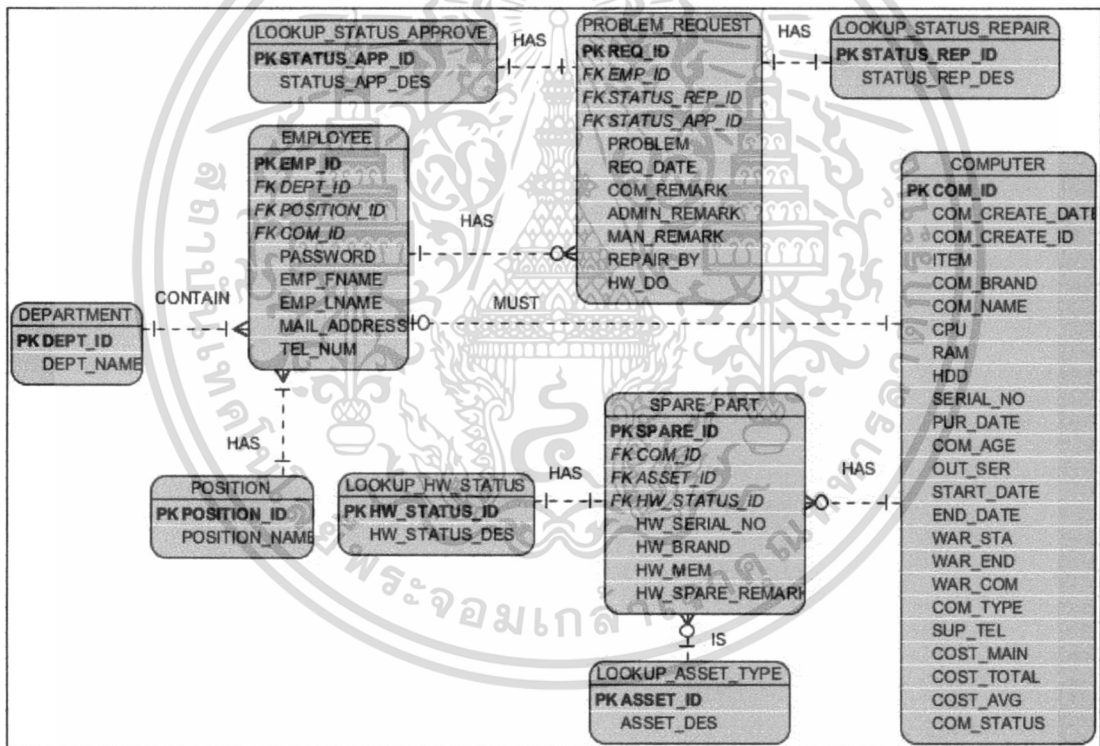 LOOKUP_STATUS_APPROVE
PK STATUS_APP_ID
STATUS_APP_DES
HAS
PROBLEM_REQUEST
PK REQ_ID
FK EMP_ID
FK STATUS_REP_ID
FK STATUS_APP_ID
PROBLEM
REQ_DATE
COM_REMARK
ADMIN_REMARK
MAN_REMARK
REPAIR_BY
HW_DO
HAS
LOOKUP_STATUS_REPAIR
PK STATUS_REP_ID
STATUS_REP_DES
EMPLOYEE
PK EMP_ID
FK DEPT_ID
FK POSITION_ID
FK COM_ID
PASSWORD
EMP_FNAME
EMP_LNAME
MAIL_ADDRESS
TEL_NUM
HAS
MUST
COMPUTER
PK COM_ID
COM_CREATE_DATE
COM_CREATE_ID
ITEM
COM_BRAND
COM_NAME
CPU
RAM
HDD
SERIAL_NO
PUR_DATE
COM_AGE
OUT_SER
START_DATE
END_DATE
WAR_STA
WAR_END
WAR_COM
COM_TYPE
SUP_TEL
COST_MAIN
COST_TOTAL
COST_AVG
COM_STATUS
DEPARTMENT
PK DEPT_ID
DEPT_NAME
CONTAIN
HAS
POSITION
PK POSITION_ID
POSITION_NAME
LOOKUP_HW_STATUS
PK HW_STATUS_ID
HW_STATUS_DES
HAS
SPARE_PART
PK SPARE_ID
FK COM_ID
FK ASSET_ID
FK HW_STATUS_ID
HW_SERIAL_NO
HW_BRAND
HW_MEM
HW_SPARE_REMARK
HAS
IS
LOOKUP_ASSET_TYPE
PK ASSET_ID
ASSET_DES